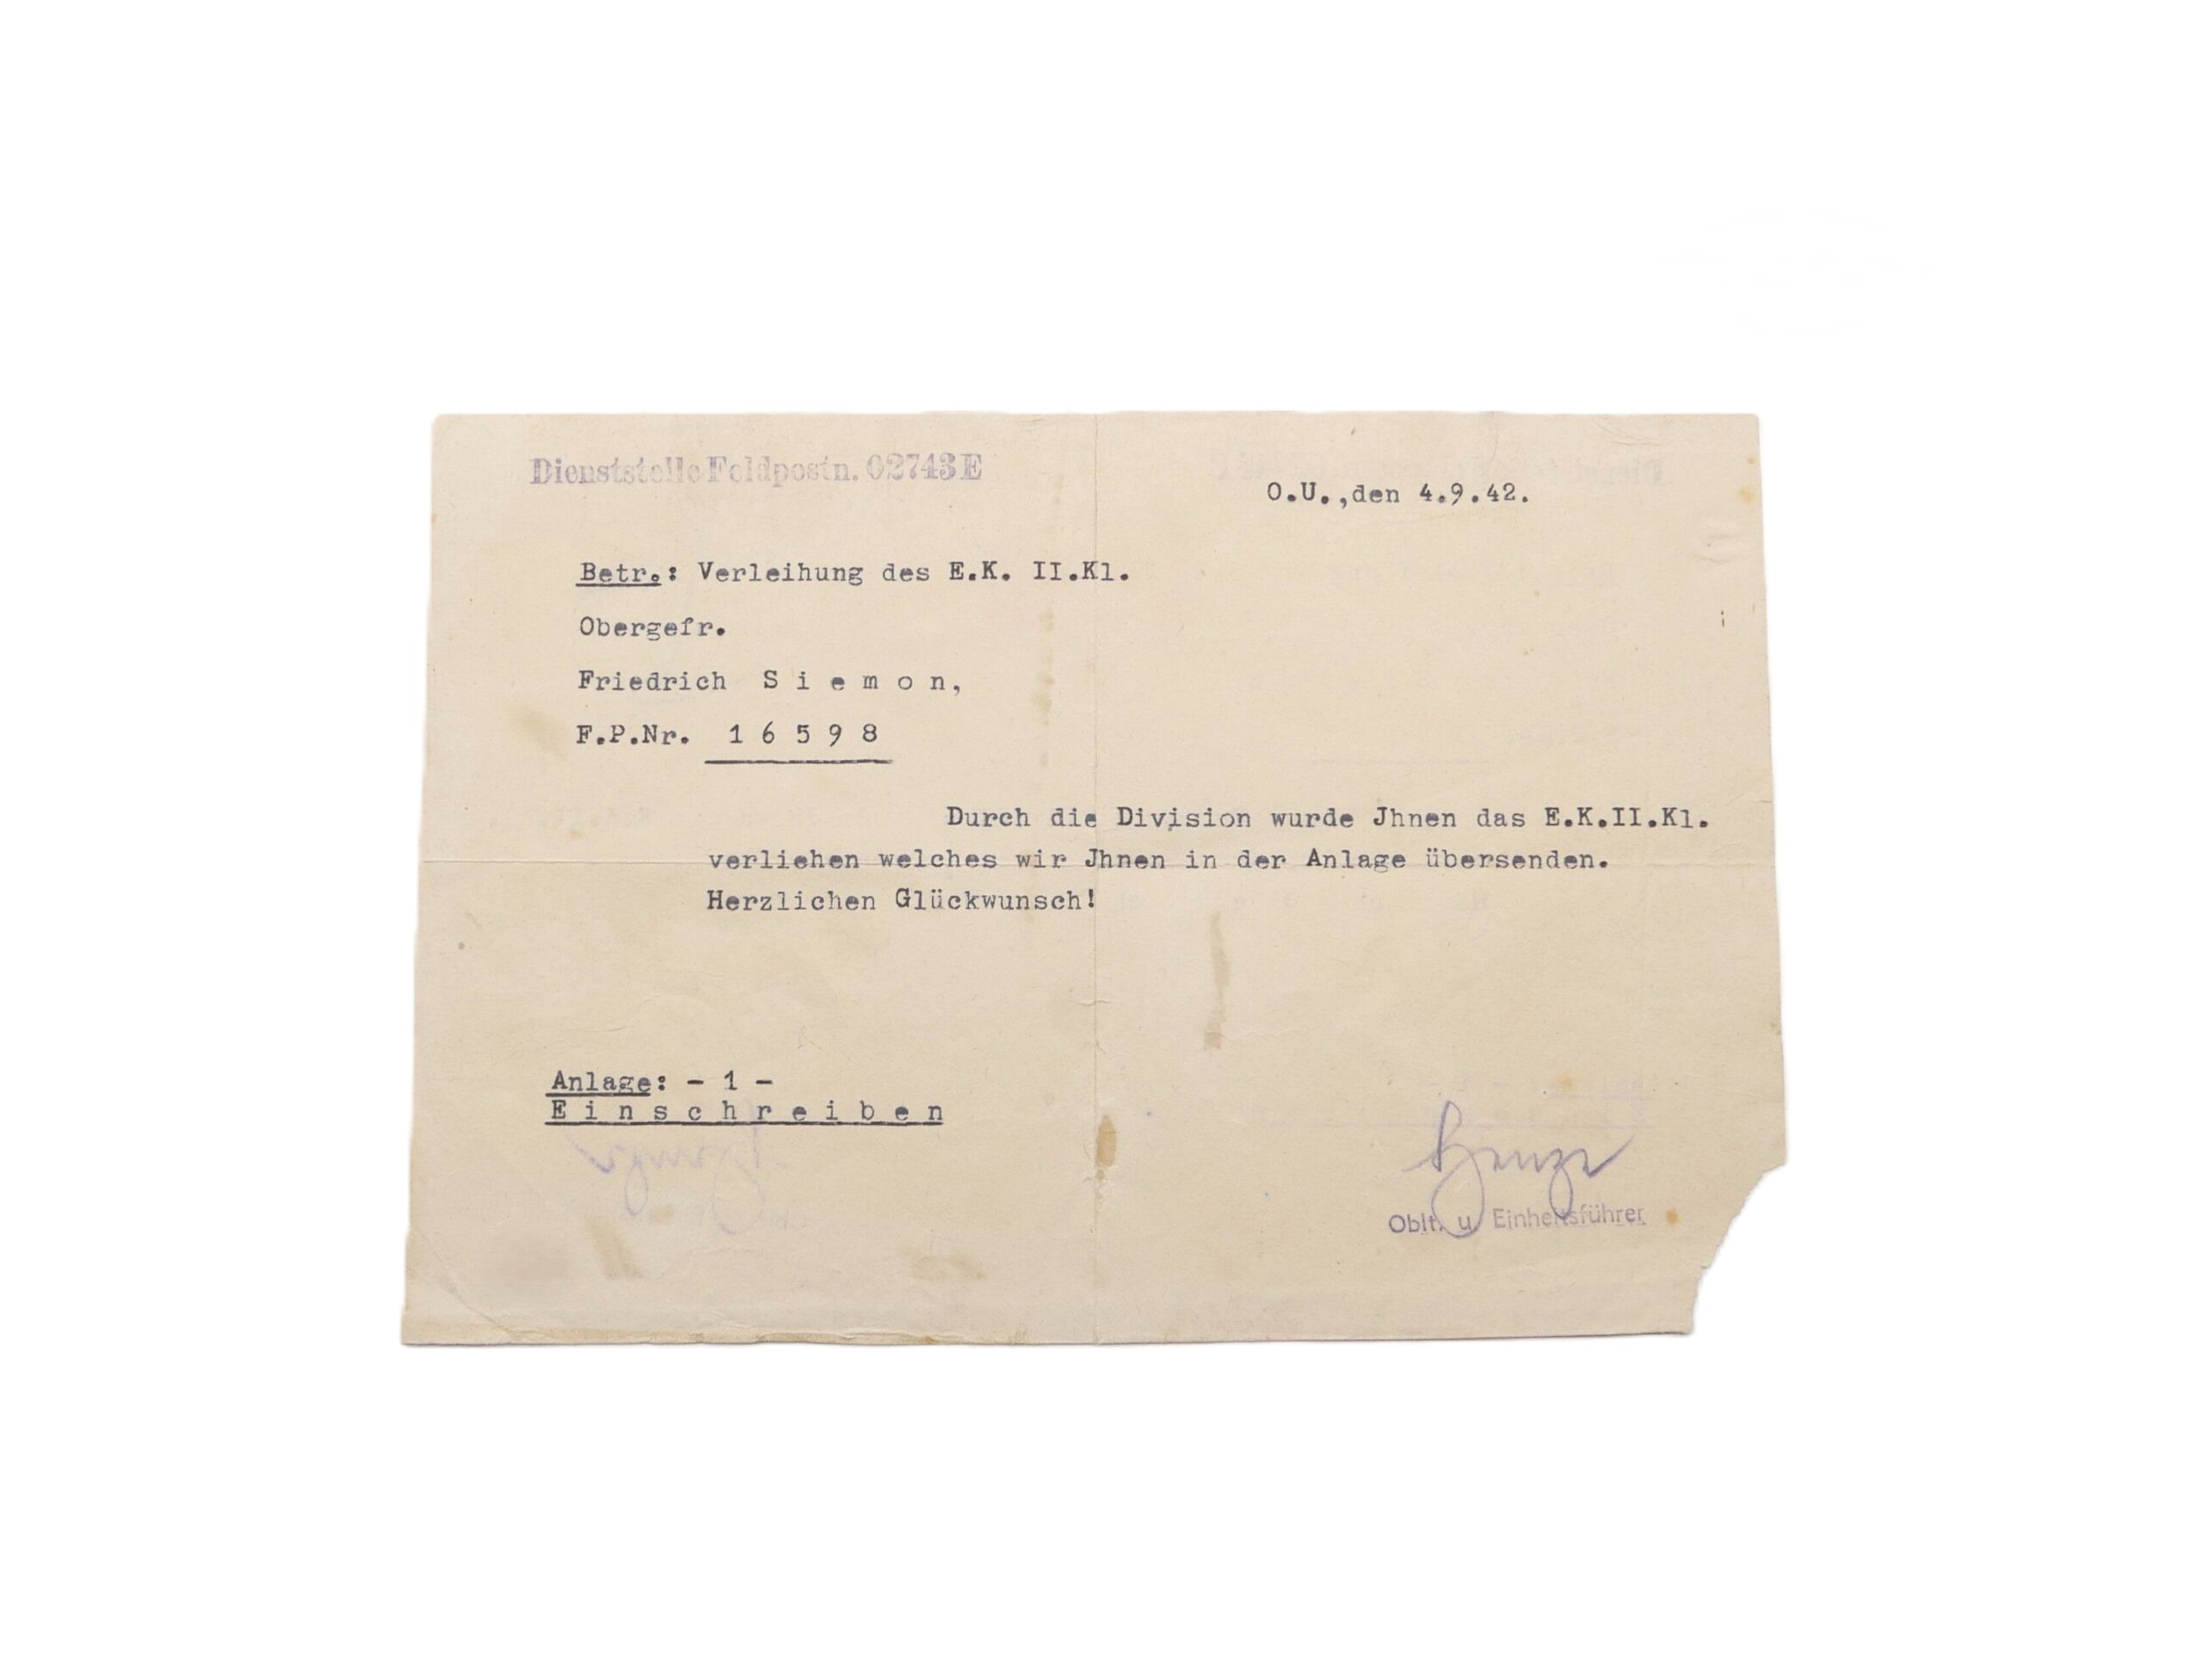 Dienststelle Feldpostn. 02743E
O.U.,den 4.9.42.
Betr.: Verleihung des E.K. II.Kl.
Obergefr.
Friedrich S i e m o n,
F.P.Nr. 1 6 5 9 8
Durch die Division wurde Jhnen das E.K.II.Kl.
verliehen welches wir Jhnen in der Anlage übersenden.
Herzlichen Glückwunsch!
Anlage: - 1 -
E i n s c h r e i b e n
Oblt. u. Einheitsführer